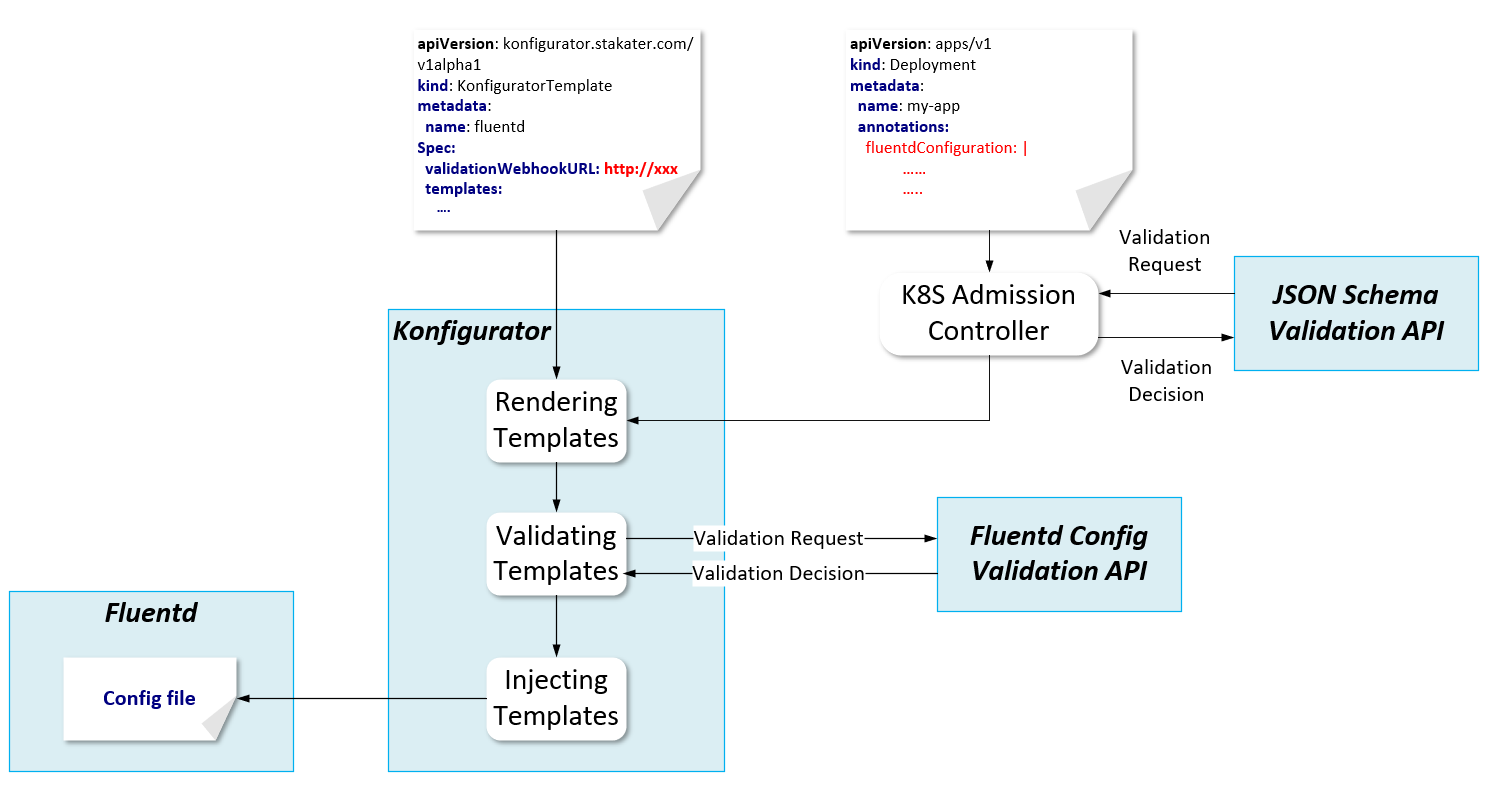 apiVersion: konfigurator.stakater.com/
v1alpha1
kind: KonfiguratorTemplate
metadata:
name: fluentd
Spec:
validationWebhookURL: http://xxx
templates:
....
apiVersion: apps/v1
kind: Deployment
metadata:
name: my-app
annotations:
fluentdConfiguration: |
......
.....
Validation
Request
K8S Admission
Controller
JSON Schema
Validation API
Validation
Decision
Konfigurator
Rendering
Templates
Validating
Templates
Validation Request
Validation Decision
Fluentd Config
Validation API
Fluentd
Config file
Injecting
Templates